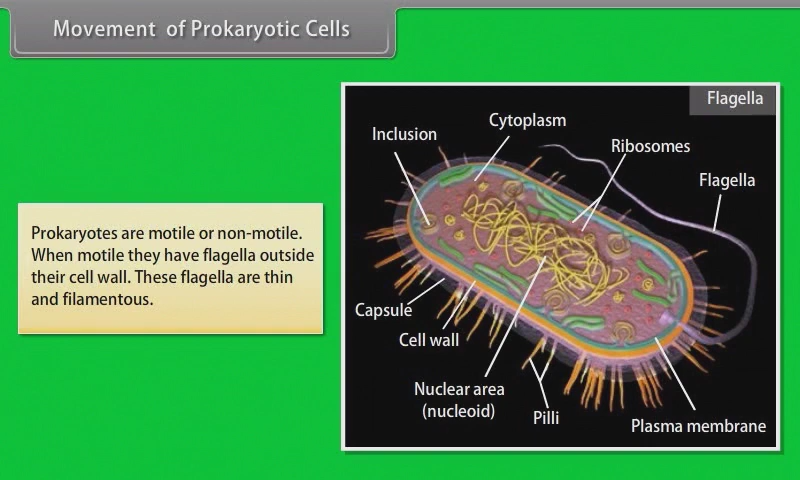 Movement of Prokaryotic Cells
Flagella
Cytoplasm
Inclusion
Ribosomes
Flagella
Prokaryotes are motile or non-motile.
When motile they have flagella outside
their cell wall. These flagella are thin
and filamentous.
Capsule
Cell wall
Nuclear area
(nucleoid)
Pilli
Plasma membrane